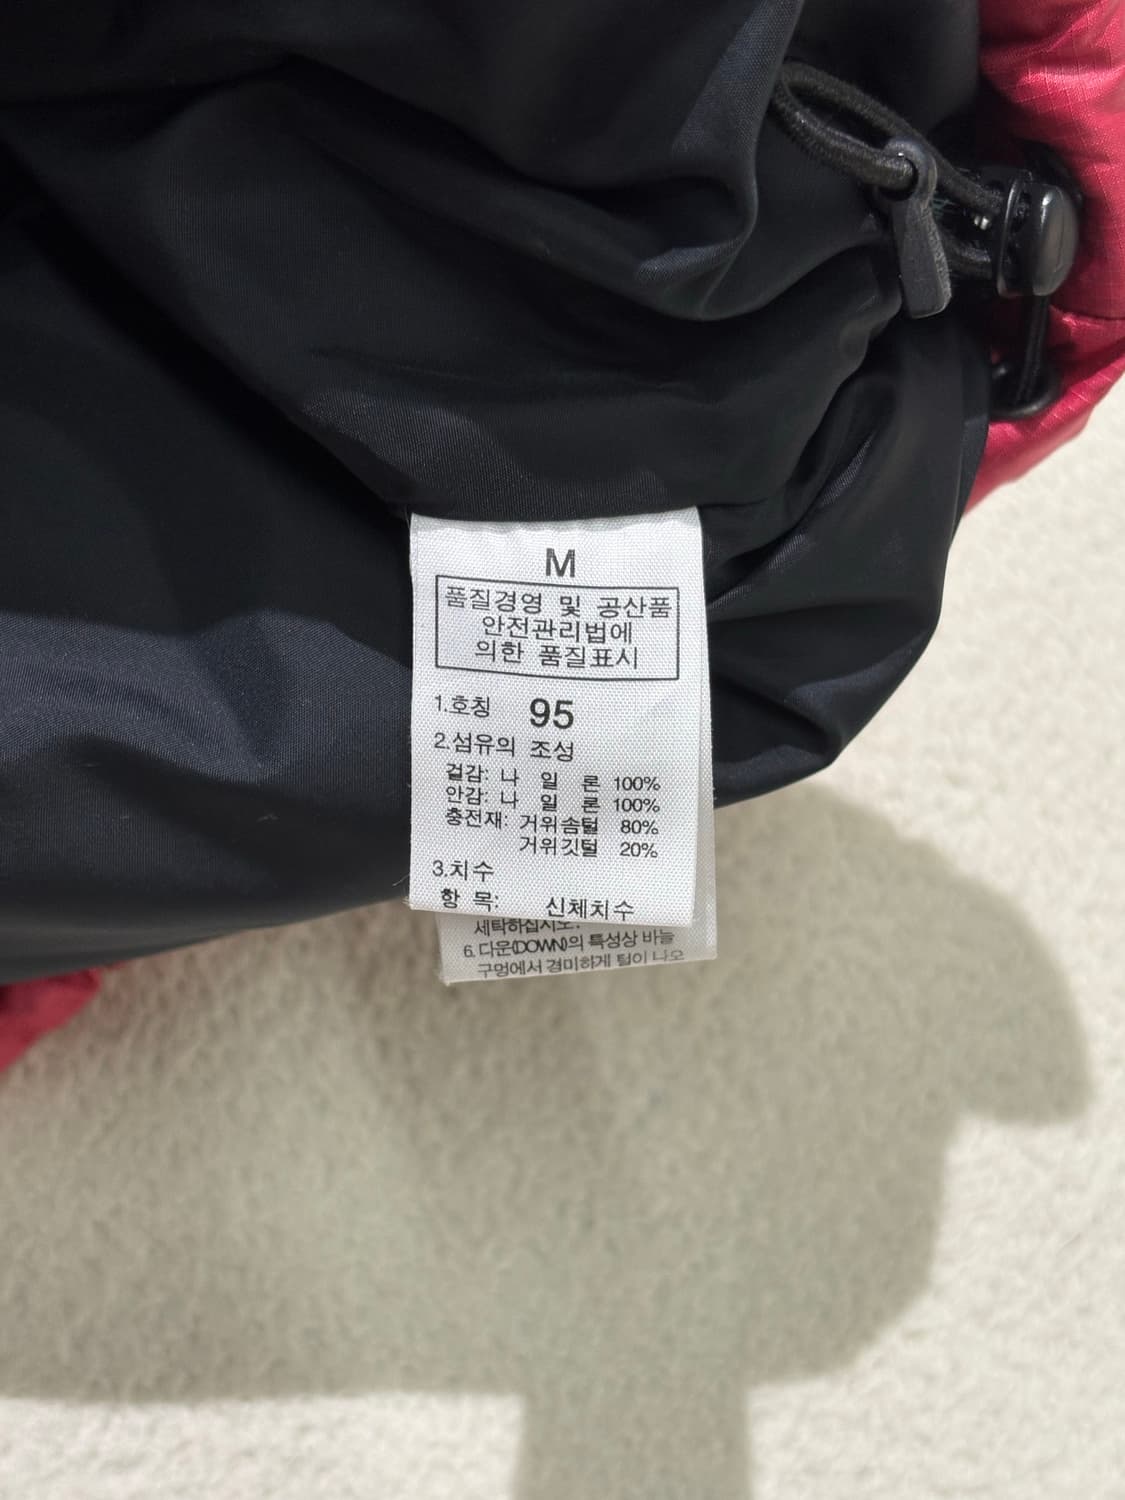 M
품질경영 및 공산품
안전관리법에
의한 품질표시
1.호칭 95
2.섬유의 조성
겉감: 나 일 론 100%
안감: 나 일 론 100%
충전재: 거위솜털 80%
거위깃털 20%
3.치수
항 목: 신체치수
세탁하십시오.
6. 다운(DOWN)의 특성상 바늘
구멍에서 경미하게 털이 나오